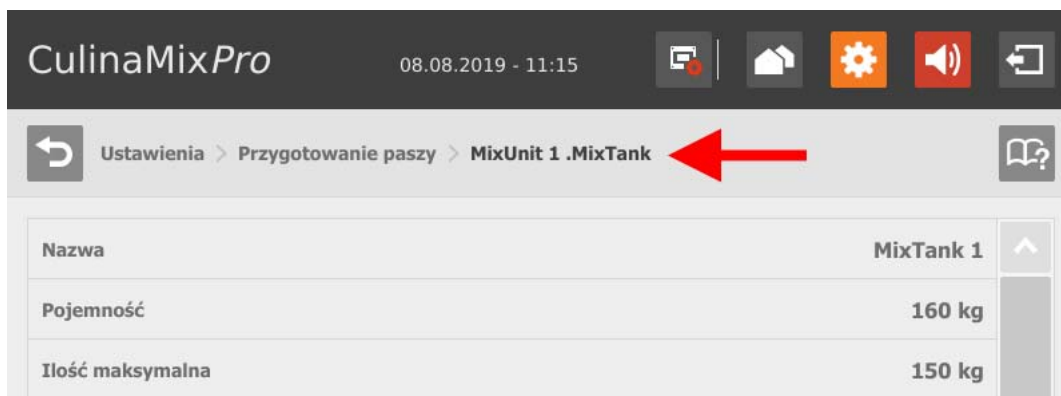 CulinaMixPro 08.08.2019 - 11:15
Ustawienia > Przygotowanie paszy > MixUnit 1 .MixTank
Nazwa MixTank 1
Pojemność 160 kg
Ilość maksymalna 150 kg